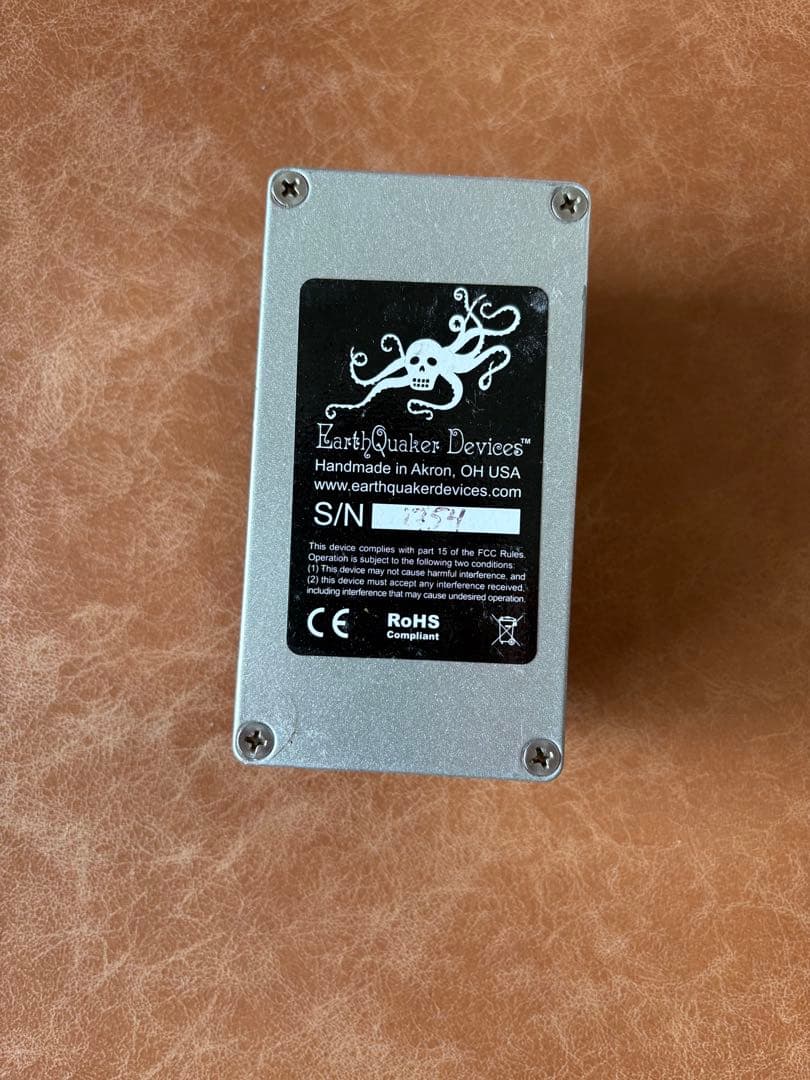 EarthQuaker Devices™
Handmade in Akron, OH USA
www.earthquakerdevices.com
S/N 1754
This device complies with part 15 of the FCC Rules.
Operation is subject to the following two conditions:
(1) This device may not cause harmful interference, and
(2) this device must accept any interference received,
including interference that may cause undesired operation.
CE RoHS
Compliant